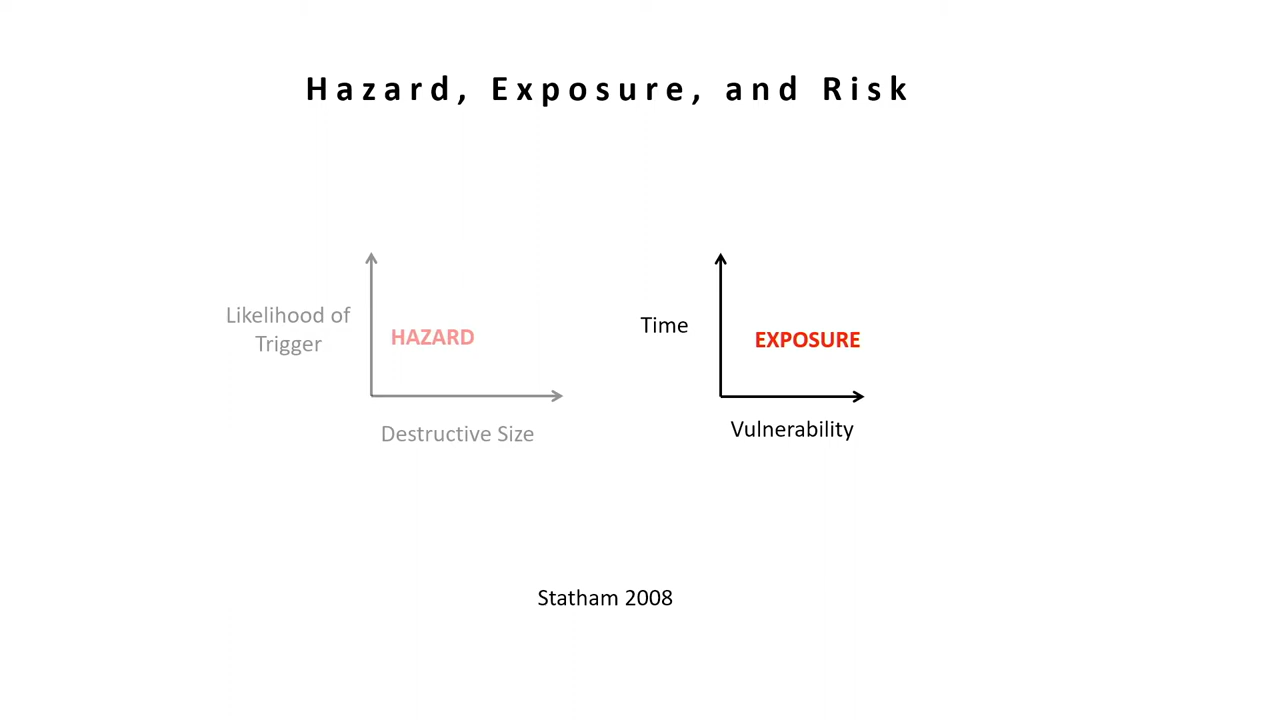 Hazard, Exposure, and Risk
Likelihood of
Trigger
HAZARD
Destructive Size
Time
EXPOSURE
Vulnerability
Statham 2008